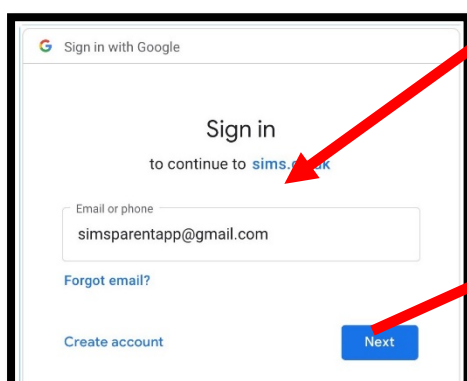 Sign in with Google
Sign in
to continue to
Email or phone
simsparentapp@gmail.com
Forgot email?
Create account
Next